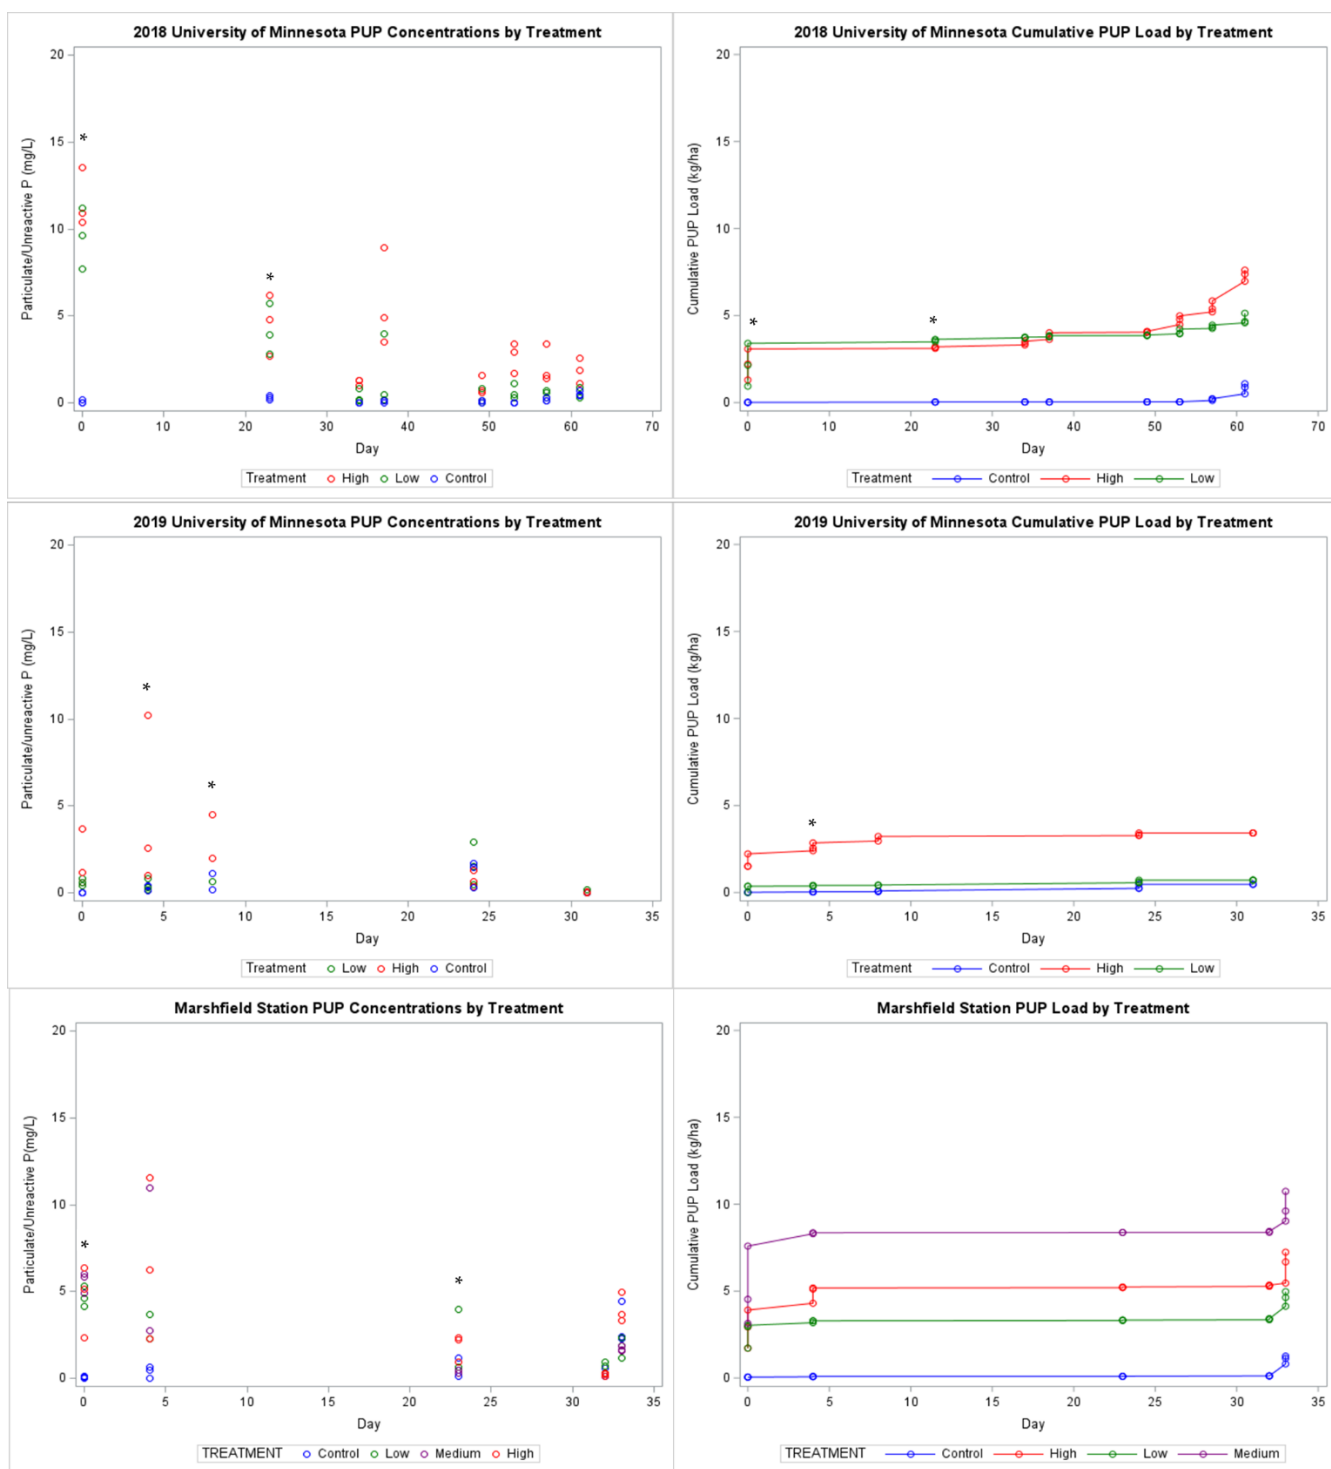 2018 University of Minnesota PUP Concentrations by Treatment
Particulate/Unreactive P (mg/L)
20
15
10
5
0
*
*
0 10 20 30 40 50 60 70
Day
Treatment High Low Control
2018 University of Minnesota Cumulative PUP Load by Treatment
Cumulative PUP Load (kg/ha)
20
15
10
5
0
*
*
0 10 20 30 40 50 60 70
Day
Treatment Control High Low
2019 University of Minnesota PUP Concentrations by Treatment
Particulate/unreactive P (mg/L)
20
15
10
5
0
*
*
0 5 10 15 20 25 30 35
Day
Treatment Low High Control
2019 University of Minnesota Cumulative PUP Load by Treatment
Cumulative PUP Load (kg/ha)
20
15
10
5
0
*
0 5 10 15 20 25 30 35
Day
Treatment Control High Low
Marshfield Station PUP Concentrations by Treatment
Particulate/Unreactive P(mg/L)
20
15
10
5
0
*
*
0 5 10 15 20 25 30 35
Day
TREATMENT Control Low Medium High
Marshfield Station PUP Load by Treatment
Cumulative PUP Load (kg/ha)
20
15
10
5
0
0 5 10 15 20 25 30 35
Day
TREATMENT Control High Low Medium